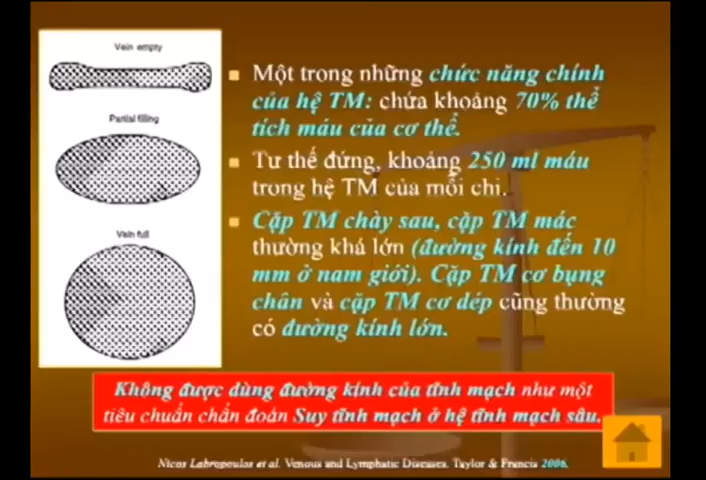 Vein empty
Partial filling
Vein full
Một trong những chức năng chính
của hệ TM: chứa khoảng 70% thể
tích máu của cơ thể.
Tư thế đứng, khoảng 250 ml máu
trong hệ TM của mỗi chi.
Cặp TM chày sau, cặp TM mác
thường khá lớn (đường kính đến 10
mm ở nam giới). Cặp TM cơ bụng
chân và cặp TM cơ dép cũng thường
có đường kính lớn.
Không được dùng đường kính của tĩnh mạch như một
tiêu chuẩn chẩn đoán Suy tĩnh mạch ở hệ tĩnh mạch sâu.
Nicos Labropoulos et al. Venous and Lymphatic Diseases. Taylor & Francis 2006.